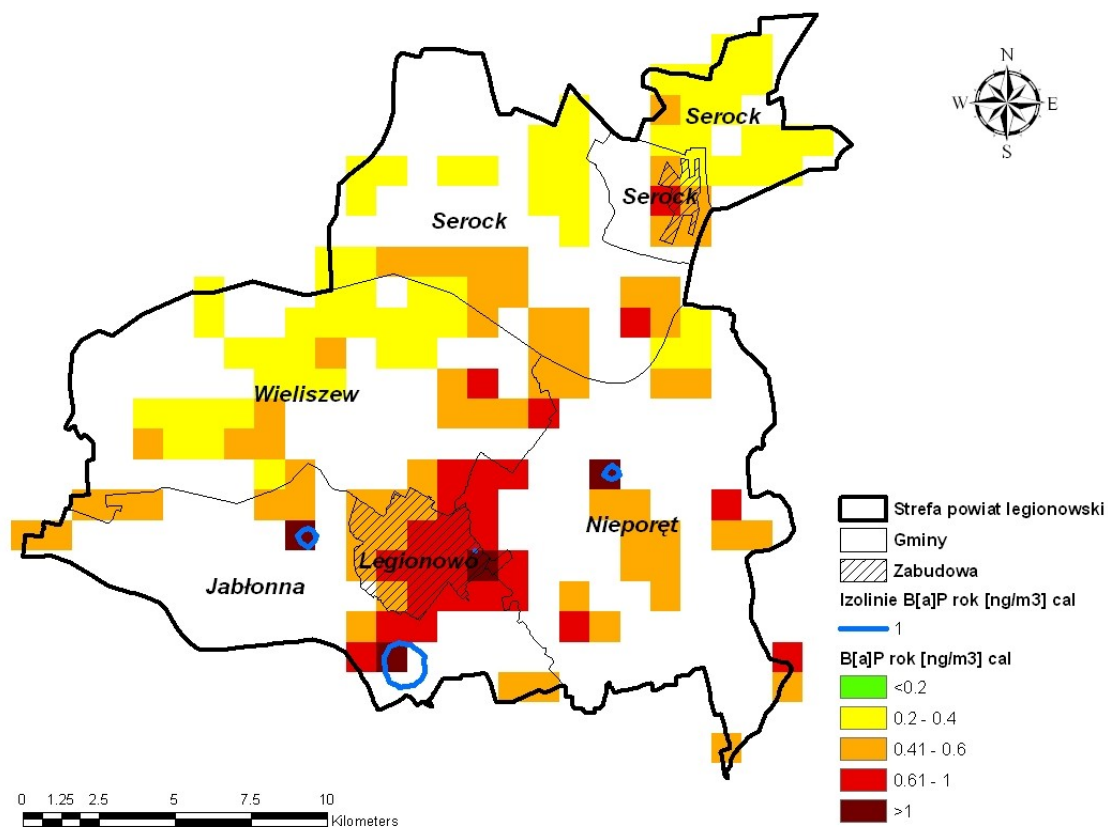 N
W
E
S
Serock
Serock
Serock
Wieliszew
Nieporęt
Legionowo
Jabłonna
Strefa powiat legionowski
Gminy
Zabudowa
Izolinie B[a]P rok [ng/m3] cal
1
B[a]P rok [ng/m3] cal
<0.2
0.2 - 0.4
0.41 - 0.6
0.61 - 1
>1
0 1.25 2.5 5 7.5 10
Kilometers